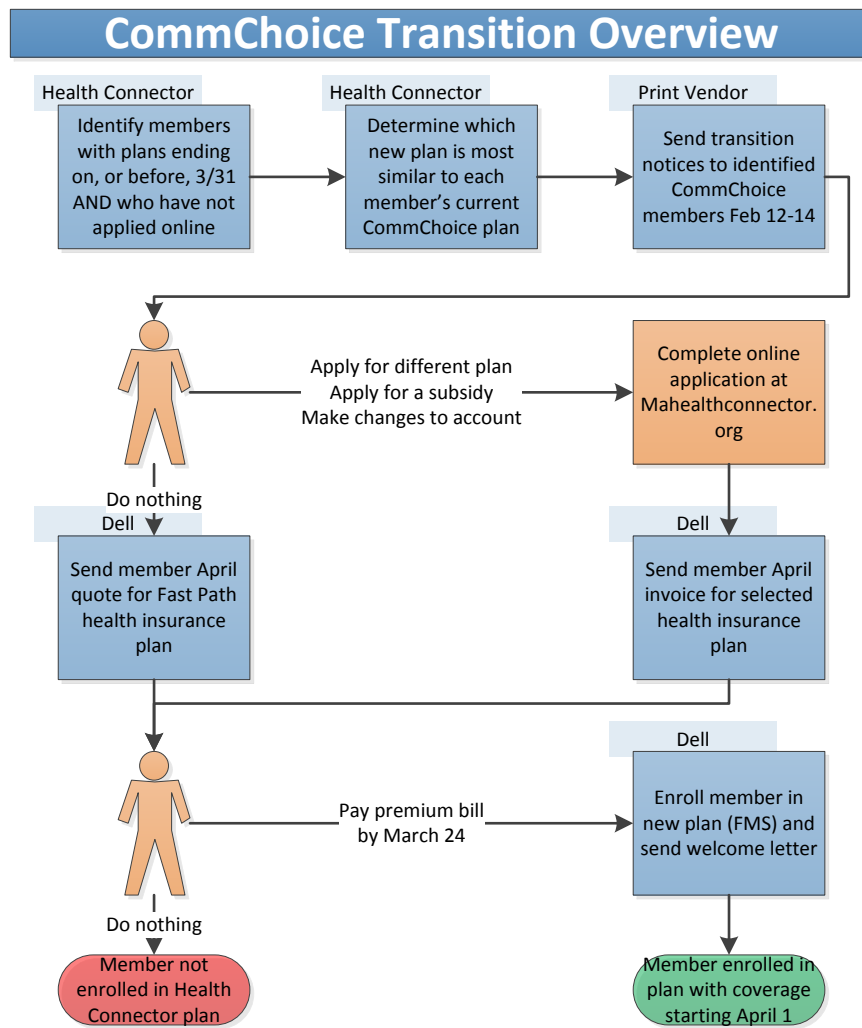 CommChoice Transition Overview
Health Connector
Identify members
with plans ending
on, or before, 3/31
AND who have not
applied online
Health Connector
Determine which
new plan is most
similar to each
member's current
CommChoice plan
Print Vendor
Send transition
notices to identified
CommChoice
members Feb 12-14
Apply for different plan
Apply for a subsidy
Make changes to account
Complete online
application at
Mahealthconnector.
org
Do nothing
Dell
Send member April
quote for Fast Path
health insurance
plan
Dell
Send member April
invoice for selected
health insurance
plan
Pay premium bill
by March 24
Dell
Enroll member in
new plan (FMS) and
send welcome letter
Do nothing
Member not
enrolled in Health
Connector plan
Member enrolled in
plan with coverage
starting April 1